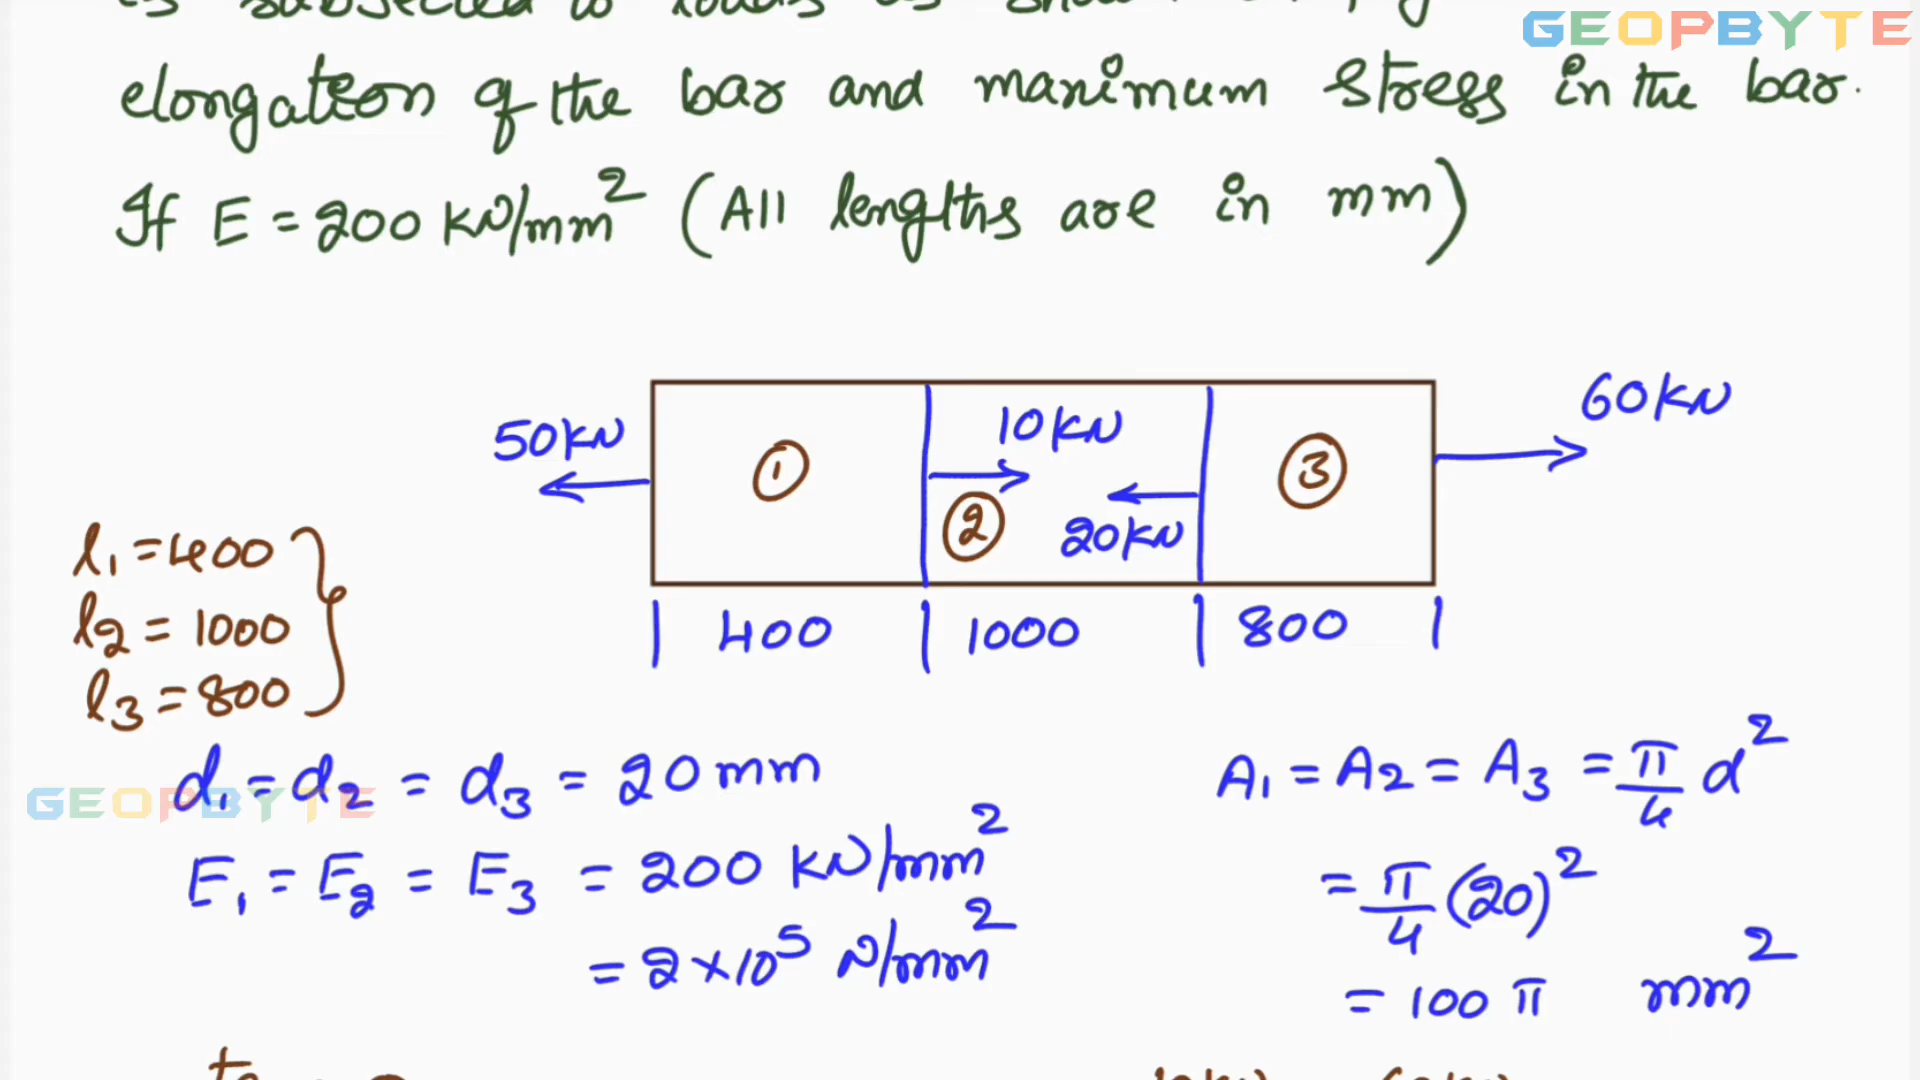 GEOPBYTE
elongation of the bar and maximum stress in the bar.
If E = 200 KN/mm² (All lengths are in mm)
50KN
①
10KN
②
20KN
③
60KN
400
1000
800
l₁ = 400
l₂ = 1000
l₃ = 800
d₁ = d₂ = d₃ = 20 mm
GEOPBYTE
E₁ = E₂ = E₃ = 200 KN/mm²
= 2 × 10⁵ N/mm²
A₁ = A₂ = A₃ = π/4 d²
= π/4 (20)²
= 100 π mm²